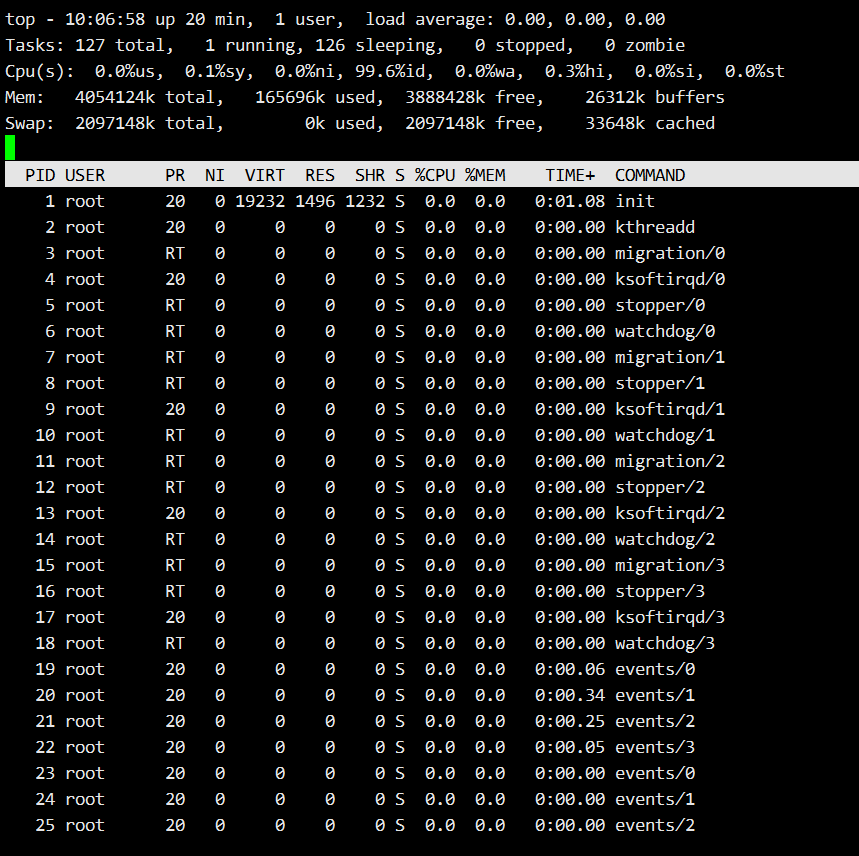 top - 10:06:58 up 20 min,  1 user,  load average: 0.00, 0.00, 0.00
Tasks: 127 total,   1 running, 126 sleeping,   0 stopped,   0 zombie
Cpu(s):  0.0%us,  0.1%sy,  0.0%ni, 99.6%id,  0.0%wa,  0.3%hi,  0.0%si,  0.0%st
Mem:   4054124k total,   165696k used,  3888428k free,    26312k buffers
Swap:  2097148k total,        0k used,  2097148k free,    33648k cached
  PID USER      PR  NI  VIRT  RES  SHR S %CPU %MEM    TIME+  COMMAND
    1 root      20   0 19232 1496 1232 S  0.0  0.0   0:01.08 init
    2 root      20   0     0    0    0 S  0.0  0.0   0:00.00 kthreadd
    3 root      RT   0     0    0    0 S  0.0  0.0   0:00.00 migration/0
    4 root      20   0     0    0    0 S  0.0  0.0   0:00.00 ksoftirqd/0
    5 root      RT   0     0    0    0 S  0.0  0.0   0:00.00 stopper/0
    6 root      RT   0     0    0    0 S  0.0  0.0   0:00.00 watchdog/0
    7 root      RT   0     0    0    0 S  0.0  0.0   0:00.00 migration/1
    8 root      RT   0     0    0    0 S  0.0  0.0   0:00.00 stopper/1
    9 root      20   0     0    0    0 S  0.0  0.0   0:00.00 ksoftirqd/1
   10 root      RT   0     0    0    0 S  0.0  0.0   0:00.00 watchdog/1
   11 root      RT   0     0    0    0 S  0.0  0.0   0:00.00 migration/2
   12 root      RT   0     0    0    0 S  0.0  0.0   0:00.00 stopper/2
   13 root      20   0     0    0    0 S  0.0  0.0   0:00.00 ksoftirqd/2
   14 root      RT   0     0    0    0 S  0.0  0.0   0:00.00 watchdog/2
   15 root      RT   0     0    0    0 S  0.0  0.0   0:00.00 migration/3
   16 root      RT   0     0    0    0 S  0.0  0.0   0:00.00 stopper/3
   17 root      20   0     0    0    0 S  0.0  0.0   0:00.00 ksoftirqd/3
   18 root      RT   0     0    0    0 S  0.0  0.0   0:00.00 watchdog/3
   19 root      20   0     0    0    0 S  0.0  0.0   0:00.06 events/0
   20 root      20   0     0    0    0 S  0.0  0.0   0:00.34 events/1
   21 root      20   0     0    0    0 S  0.0  0.0   0:00.25 events/2
   22 root      20   0     0    0    0 S  0.0  0.0   0:00.05 events/3
   23 root      20   0     0    0    0 S  0.0  0.0   0:00.00 events/0
   24 root      20   0     0    0    0 S  0.0  0.0   0:00.00 events/1
   25 root      20   0     0    0    0 S  0.0  0.0   0:00.00 events/2